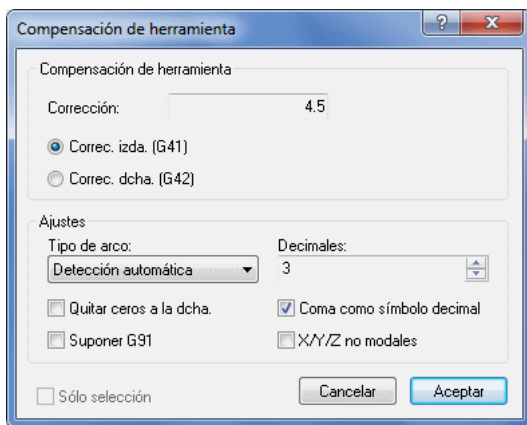 Compensación de herramienta
Compensación de herramienta
Corrección: 4.5
Correc. izda. (G41)
Correc. dcha. (G42)
Ajustes
Tipo de arco: Decimales:
Detección automática 3
Quitar ceros a la dcha. Coma como símbolo decimal
Suponer G91 X/Y/Z no modales
Sólo selección Cancelar Aceptar